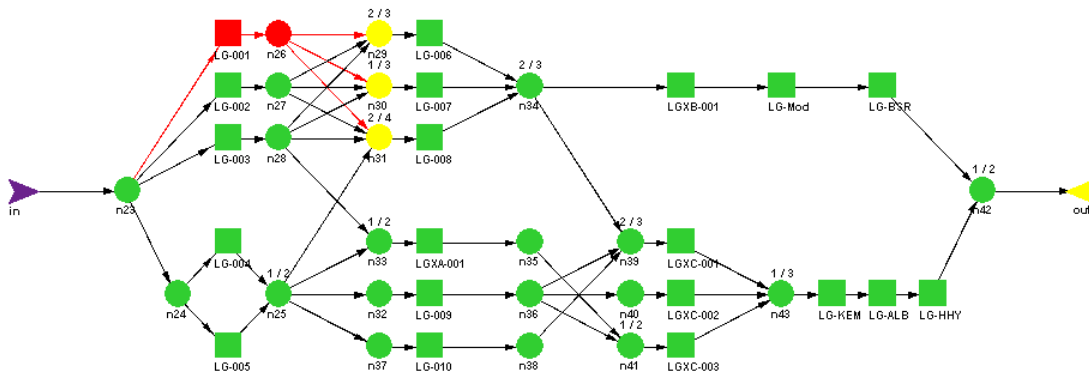 2 / 3
LG-001
n26
n29
LG-006
1 / 3
2 / 3
LG-002
n27
n30
LG-007
n34
LGXB-001
LG-Mod
LG-BSR
2 / 4
LG-003
n28
n31
LG-008
1 / 2
in
n23
n42
out
1 / 2
2 / 3
LG-004
n33
LGXA-001
n35
n39
LGXC-001
1 / 2
1 / 3
n24
n25
n32
LG-009
n36
n40
LGXC-002
n43
LG-KEM
LG-ALB
LG-HHY
1 / 2
LG-005
n37
LG-010
n38
n41
LGXC-003